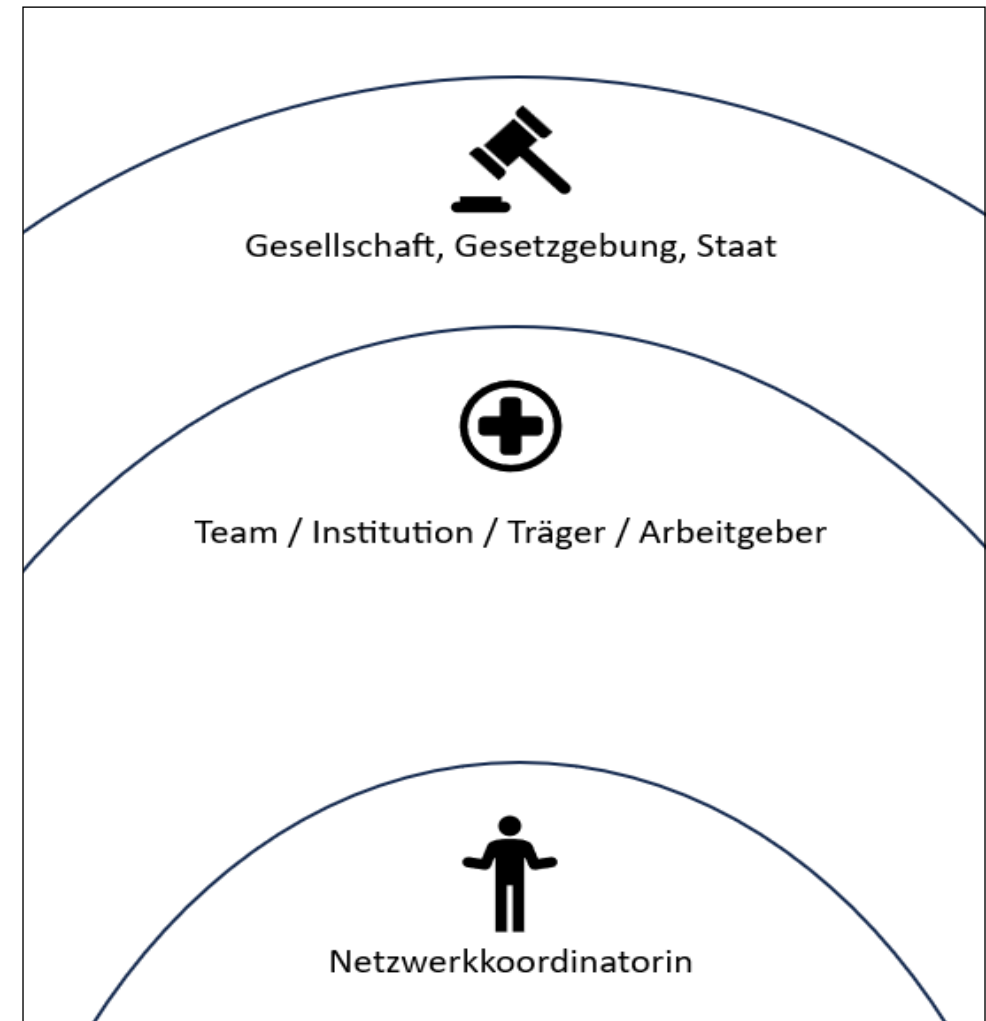 Gesellschaft, Gesetzgebung, Staat
Team / Institution / Träger / Arbeitgeber
Netzwerkkoordinatorin